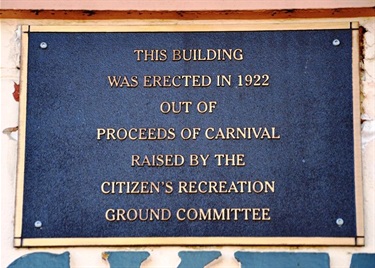 THIS BUILDING
WAS ERECTED IN 1922
OUT OF
PROCEEDS OF CARNIVAL
RAISED BY THE
CITIZEN'S RECREATION
GROUND COMMITTEE